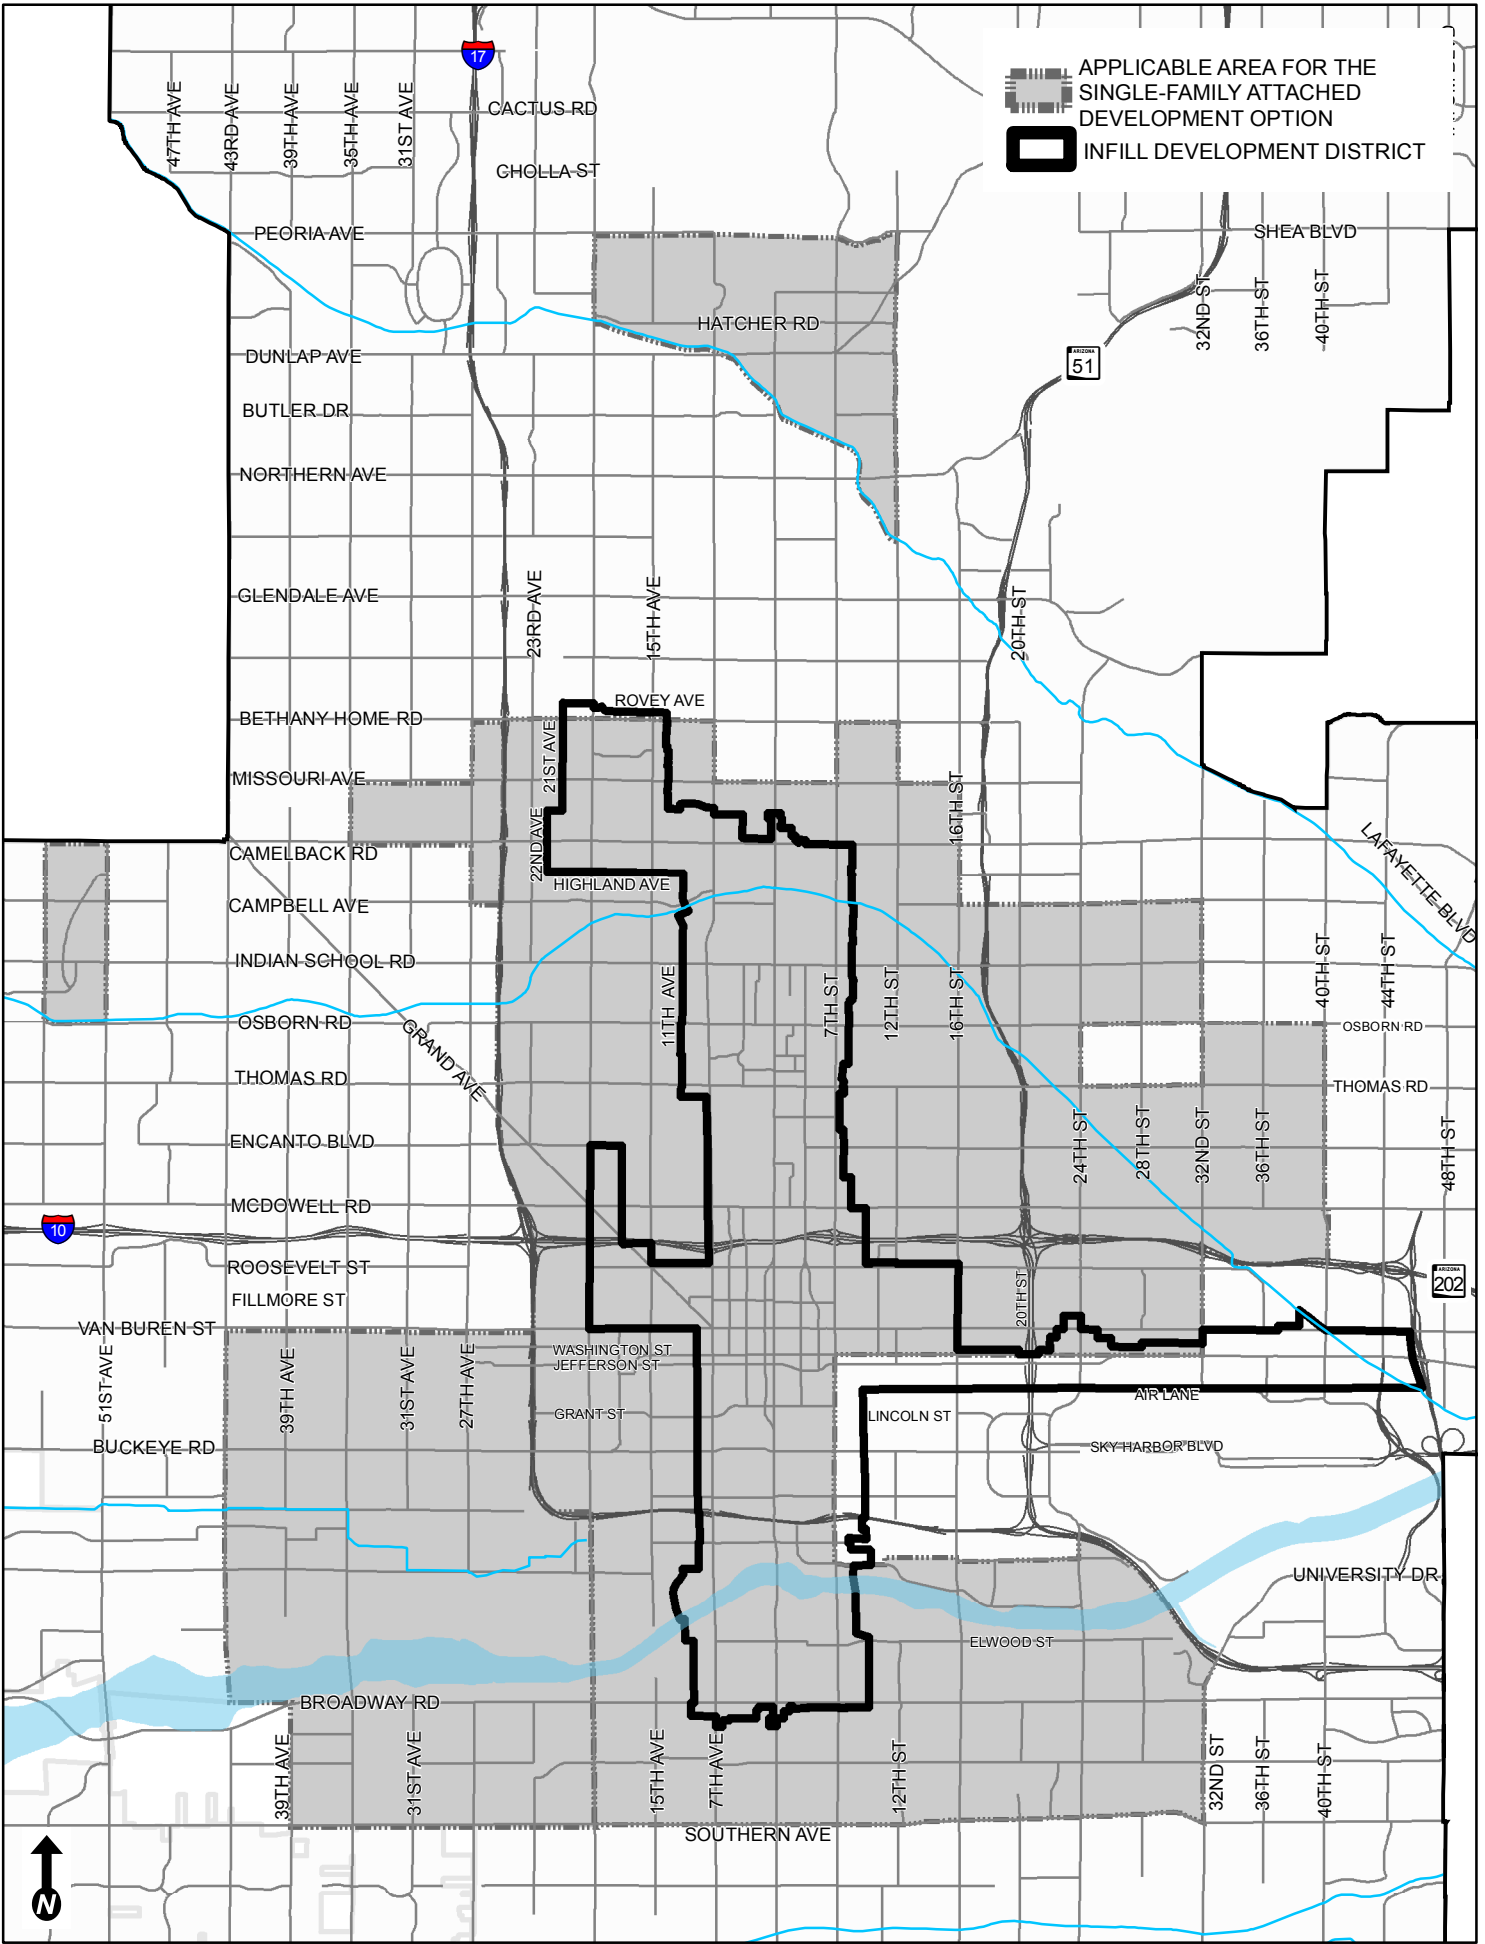 17
APPLICABLE AREA FOR THE
SINGLE-FAMILY ATTACHED
DEVELOPMENT OPTION
INFILL DEVELOPMENT DISTRICT
47TH AVE
43RD AVE
39TH AVE
35TH AVE
31ST AVE
CACTUS RD
CHOLLA ST
PEORIA AVE
SHEA BLVD
32ND ST
36TH ST
40TH ST
HATCHER RD
DUNLAP AVE
ARIZONA
51
BUTLER DR
NORTHERN AVE
GLENDALE AVE
23RD AVE
15TH AVE
20TH ST
ROVEY AVE
BETHANY HOME RD
21ST AVE
MISSOURI AVE
16TH ST
22ND AVE
CAMELBACK RD
LAFAYETTE BLVD
HIGHLAND AVE
CAMPBELL AVE
INDIAN SCHOOL RD
11TH AVE
7TH ST
12TH ST
16TH ST
40TH ST
44TH ST
OSBORN RD
OSBORN RD
GRAND AVE
THOMAS RD
THOMAS RD
ENCANTO BLVD
24TH ST
28TH ST
32ND ST
36TH ST
48TH ST
MCDOWELL RD
10
ROOSEVELT ST
20TH ST
ARIZONA
202
FILLMORE ST
VAN BUREN ST
WASHINGTON ST
JEFFERSON ST
51ST AVE
39TH AVE
31ST AVE
27TH AVE
AIR LANE
GRANT ST
LINCOLN ST
BUCKEYE RD
SKY HARBOR BLVD
UNIVERSITY DR
ELWOOD ST
BROADWAY RD
39TH AVE
31ST AVE
15TH AVE
7TH AVE
12TH ST
32ND ST
36TH ST
40TH ST
SOUTHERN AVE
N